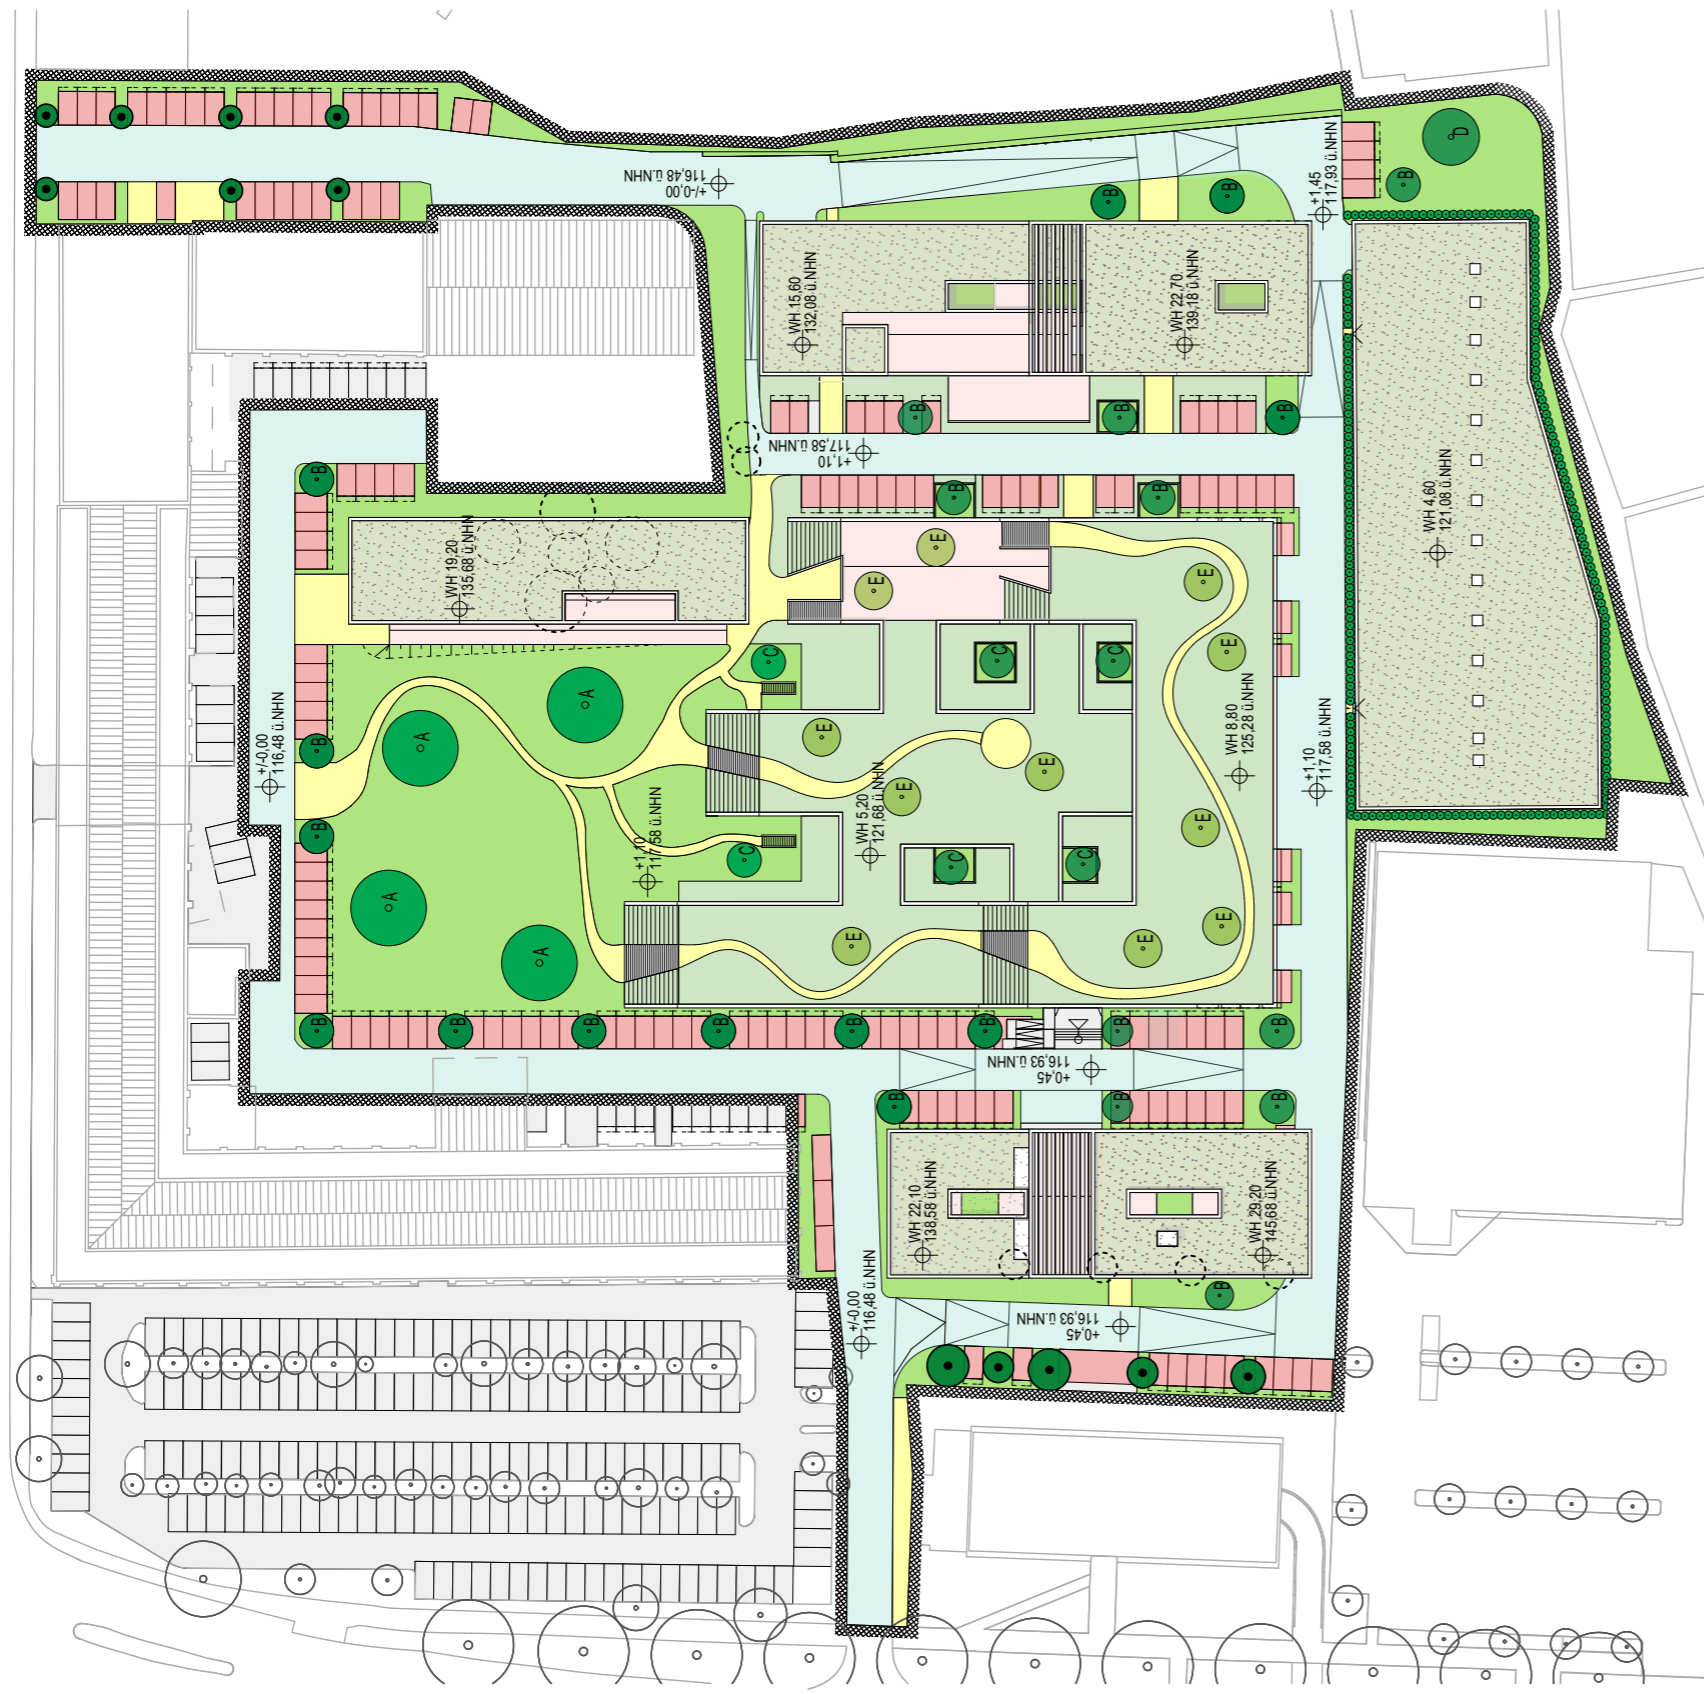 D
B
B
B
+1,45
117,93 ü.NHN
+/-0,00
116,48 ü.NHN
WH 15,60
132,08 ü.NHN
WH 22,70
139,18 ü.NHN
B
B
B
+1,10
117,58 ü.NHN
B
B
B
WH 4,60
121,08 ü.NHN
WH 19,20
135,68 ü.NHN
E
E
E
C
C
C
E
A
A
E
E
E
E
+/-0,00
116,48 ü.NHN
B
B
WH 8,80
125,28 ü.NHN
+1,10
117,58 ü.NHN
WH 5,20
121,68 ü.NHN
+1,10
117,58 ü.NHN
C
C
C
A
A
E
E
E
B
B
B
B
B
B
B
B
+0,45
116,93 ü.NHN
B
B
B
WH 22,10
138,58 ü.NHN
WH 29,20
145,68 ü.NHN
B
+/-0,00
116,48 ü.NHN
+0,45
116,93 ü.NHN